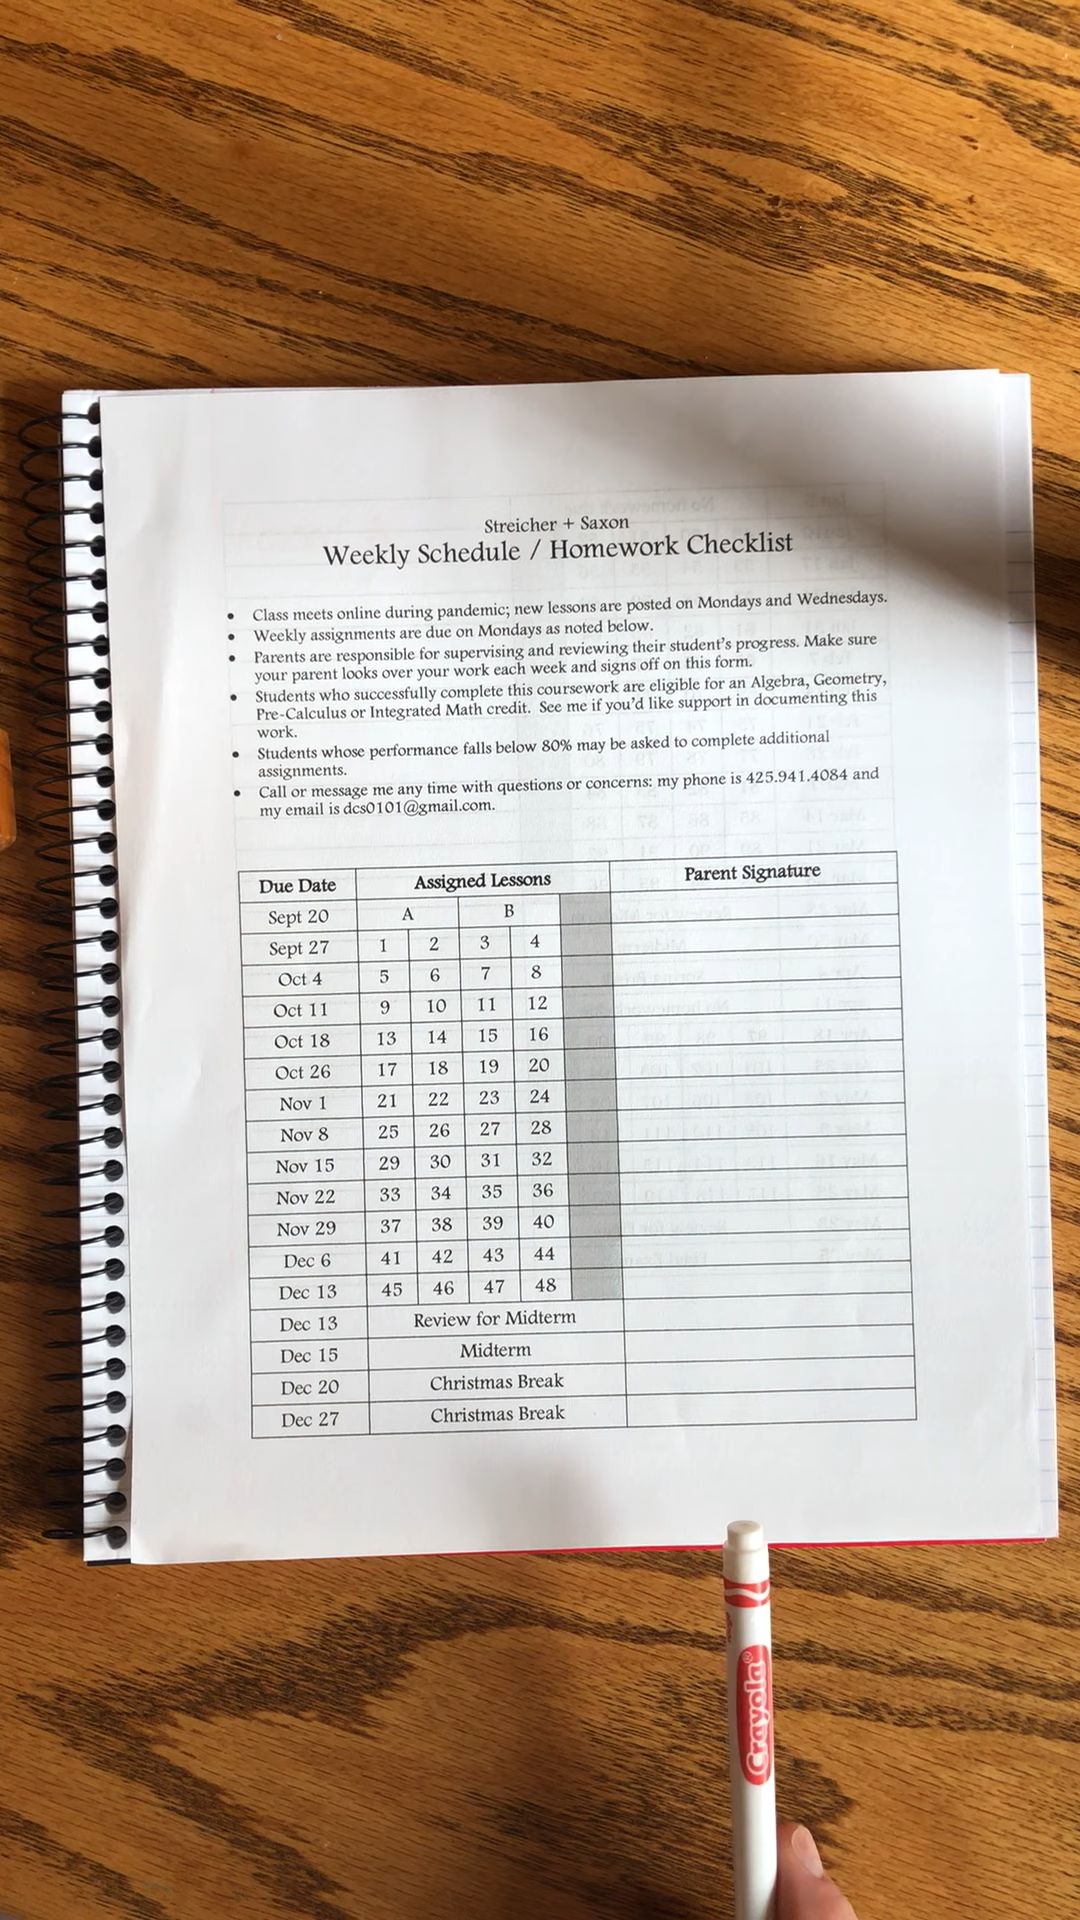 Streicher + Saxon
Weekly Schedule / Homework Checklist
• Class meets online during pandemic; new lessons are posted on Mondays and Wednesdays.
• Weekly assignments are due on Mondays as noted below.
• Parents are responsible for supervising and reviewing their student's progress. Make sure
your parent looks over your work each week and signs off on this form.
• Students who successfully complete this coursework are eligible for an Algebra, Geometry,
Pre-Calculus or Integrated Math credit. See me if you'd like support in documenting this
work.
• Students whose performance falls below 80% may be asked to complete additional
assignments.
• Call or message me any time with questions or concerns: my phone is 425.941.4084 and
my email is dcs0101@gmail.com.
Due Date Assigned Lessons Parent Signature
Sept 20 A B
Sept 27 1 2 3 4
Oct 4 5 6 7 8
Oct 11 9 10 11 12
Oct 18 13 14 15 16
Oct 26 17 18 19 20
Nov 1 21 22 23 24
Nov 8 25 26 27 28
Nov 15 29 30 31 32
Nov 22 33 34 35 36
Nov 29 37 38 39 40
Dec 6 41 42 43 44
Dec 13 45 46 47 48
Dec 13 Review for Midterm
Dec 15 Midterm
Dec 20 Christmas Break
Dec 27 Christmas Break
Crayola